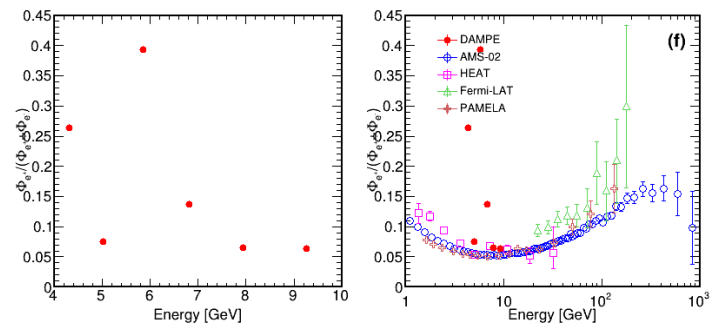 0.45
0.4
0.35
0.3
0.25
0.2
0.15
0.1
0.05
0
4 5 6 7 8 9 10
Energy [GeV]
Φe+/(Φe++Φe-)
0.45
0.4
0.35
0.3
0.25
0.2
0.15
0.1
0.05
0
DAMPE
AMS-02
HEAT
Fermi-LAT
PAMELA
(f)
1 10 10² 10³
Energy [GeV]
Φe+/(Φe++Φe-)